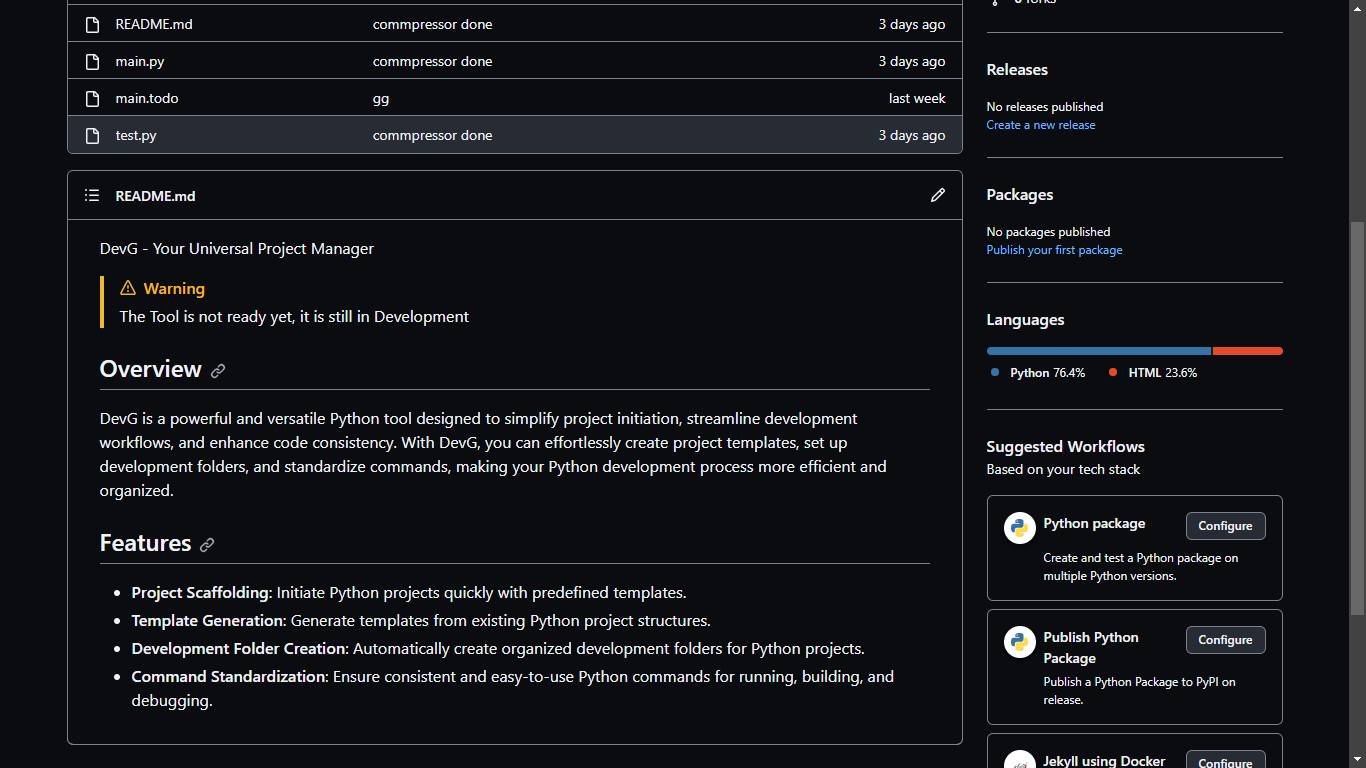 README.md commpressor done 3 days ago
main.py commpressor done 3 days ago
main.todo gg last week
test.py commpressor done 3 days ago
README.md
DevG - Your Universal Project Manager
Warning
The Tool is not ready yet, it is still in Development
Overview
DevG is a powerful and versatile Python tool designed to simplify project initiation, streamline development
workflows, and enhance code consistency. With DevG, you can effortlessly create project templates, set up
development folders, and standardize commands, making your Python development process more efficient and
organized.
Features
• Project Scaffolding: Initiate Python projects quickly with predefined templates.
• Template Generation: Generate templates from existing Python project structures.
• Development Folder Creation: Automatically create organized development folders for Python projects.
• Command Standardization: Ensure consistent and easy-to-use Python commands for running, building, and
debugging.
0 forks
Releases
No releases published
Create a new release
Packages
No packages published
Publish your first package
Languages
Python 76.4% HTML 23.6%
Suggested Workflows
Based on your tech stack
Python package Configure
Create and test a Python package on
multiple Python versions.
Publish Python Configure
Package
Publish a Python Package to PyPI on
release.
Jekyll using Docker Configure